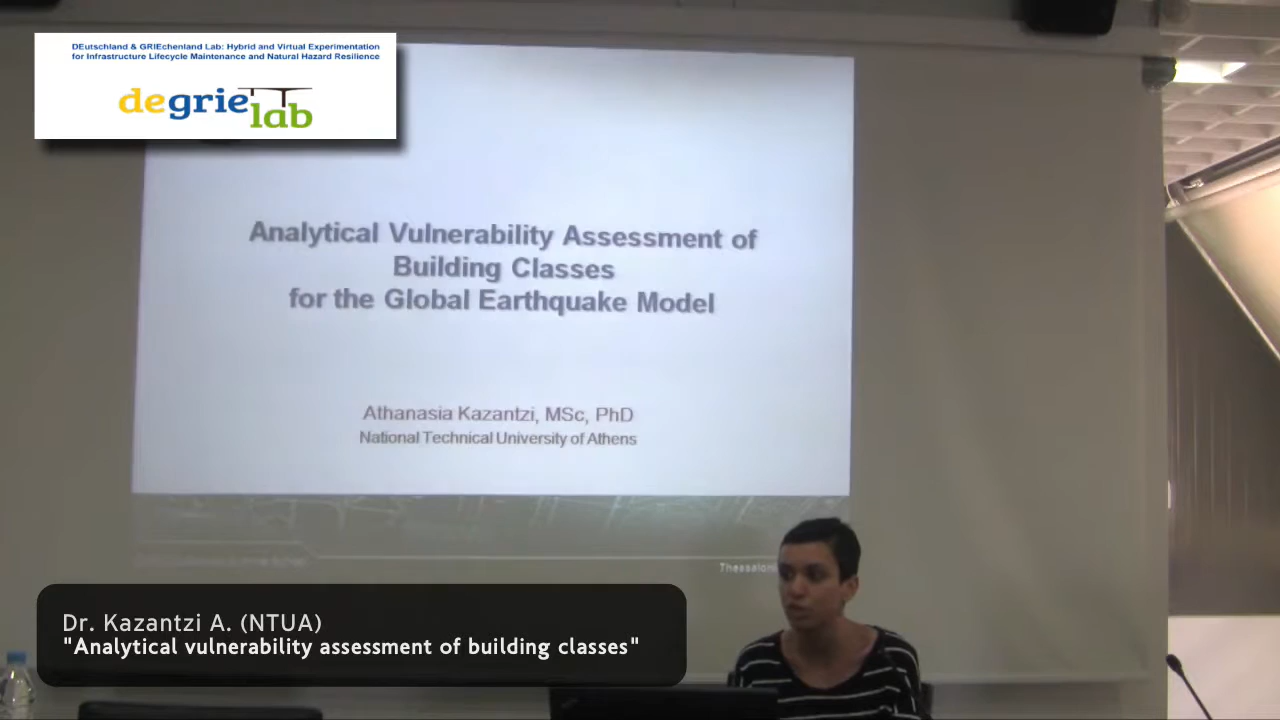 DEutschland & GRIEchenland Lab: Hybrid and Virtual Experimentation
for Infrastructure Lifecycle Maintenance and Natural Hazard Resilience
degrie lab
Analytical Vulnerability Assessment of
Building Classes
for the Global Earthquake Model
Athanasia Kazantzi, MSc, PhD
National Technical University of Athens
Dr. Kazantzi A. (NTUA)
"Analytical vulnerability assessment of building classes"